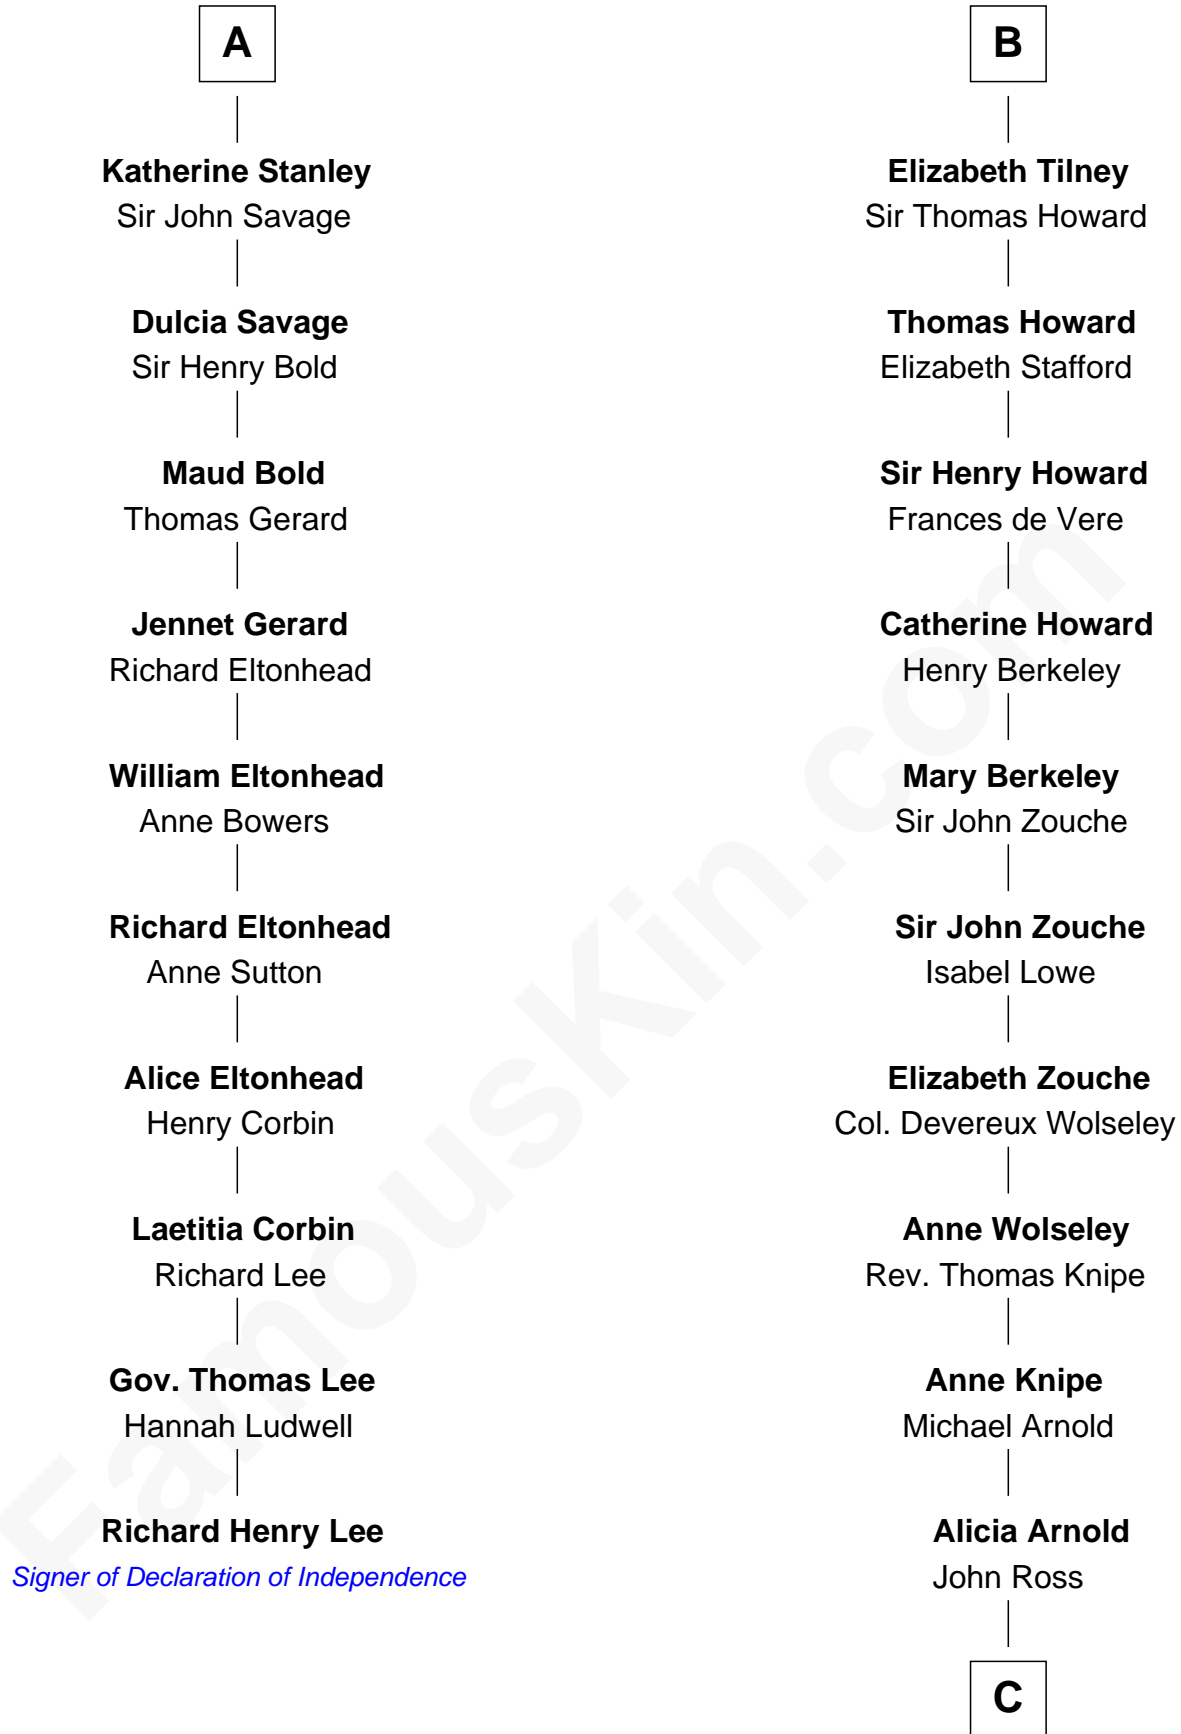 A
Katherine Stanley
Sir John Savage
Dulcia Savage
Sir Henry Bold
Maud Bold
Thomas Gerard
Jennet Gerard
Richard Eltonhead
William Eltonhead
Anne Bowers
Richard Eltonhead
Anne Sutton
Alice Eltonhead
Henry Corbin
Laetitia Corbin
Richard Lee
Gov. Thomas Lee
Hannah Ludwell
Richard Henry Lee
Signer of Declaration of Independence
B
Elizabeth Tilney
Sir Thomas Howard
Thomas Howard
Elizabeth Stafford
Sir Henry Howard
Frances de Vere
Catherine Howard
Henry Berkeley
Mary Berkeley
Sir John Zouche
Sir John Zouche
Isabel Lowe
Elizabeth Zouche
Col. Devereux Wolseley
Anne Wolseley
Rev. Thomas Knipe
Anne Knipe
Michael Arnold
Alicia Arnold
John Ross
C
FamousKin.com